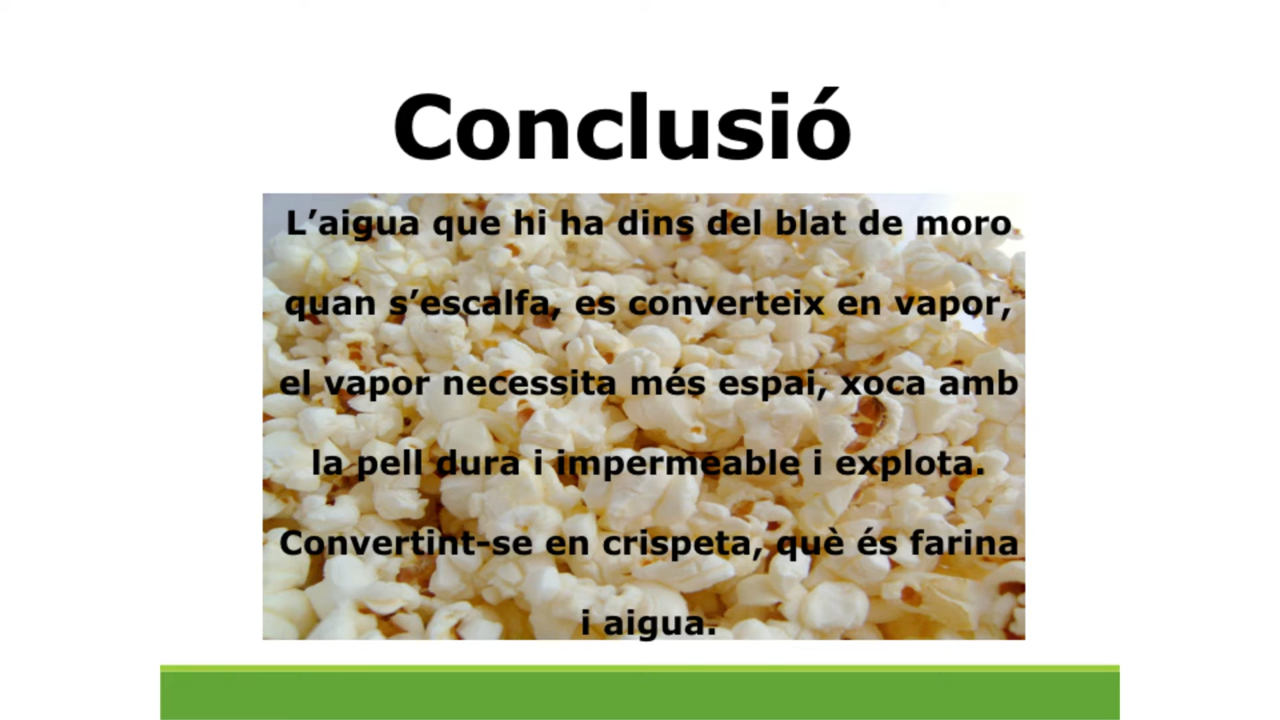 Conclusió
L’aigua que hi ha dins del blat de moro
quan s’escalfa, es converteix en vapor,
el vapor necessita més espai, xoca amb
la pell dura i impermeable i explota.
Convertint-se en crispeta, què és farina
i aigua.